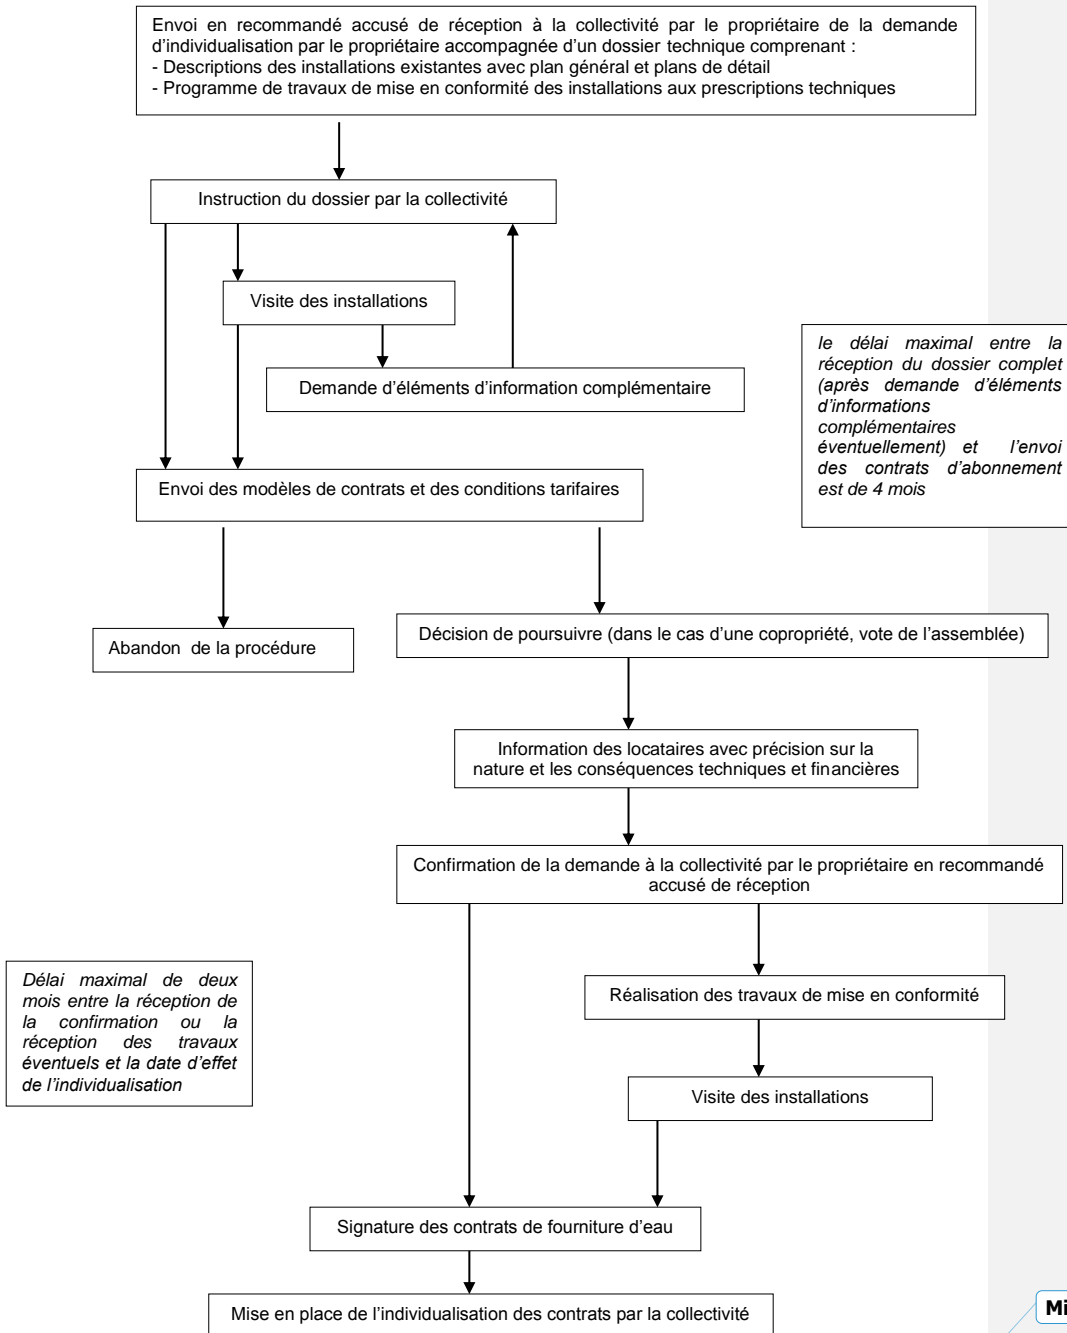 Envoi en recommandé accusé de réception à la collectivité par le propriétaire de la demande
d'individualisation par le propriétaire accompagnée d'un dossier technique comprenant :
- Descriptions des installations existantes avec plan général et plans de détail
- Programme de travaux de mise en conformité des installations aux prescriptions techniques
Instruction du dossier par la collectivité
Visite des installations
Demande d'éléments d'information complémentaire
le délai maximal entre la
réception du dossier complet
(après demande d'éléments
d'informations
complémentaires
éventuellement) et l'envoi
des contrats d'abonnement
est de 4 mois
Envoi des modèles de contrats et des conditions tarifaires
Abandon de la procédure
Décision de poursuivre (dans le cas d'une copropriété, vote de l'assemblée)
Information des locataires avec précision sur la
nature et les conséquences techniques et financières
Confirmation de la demande à la collectivité par le propriétaire en recommandé
accusé de réception
Délai maximal de deux
mois entre la réception de
la confirmation ou la
réception des travaux
éventuels et la date d'effet
de l'individualisation
Réalisation des travaux de mise en conformité
Visite des installations
Signature des contrats de fourniture d'eau
Mise en place de l'individualisation des contrats par la collectivité
Mi